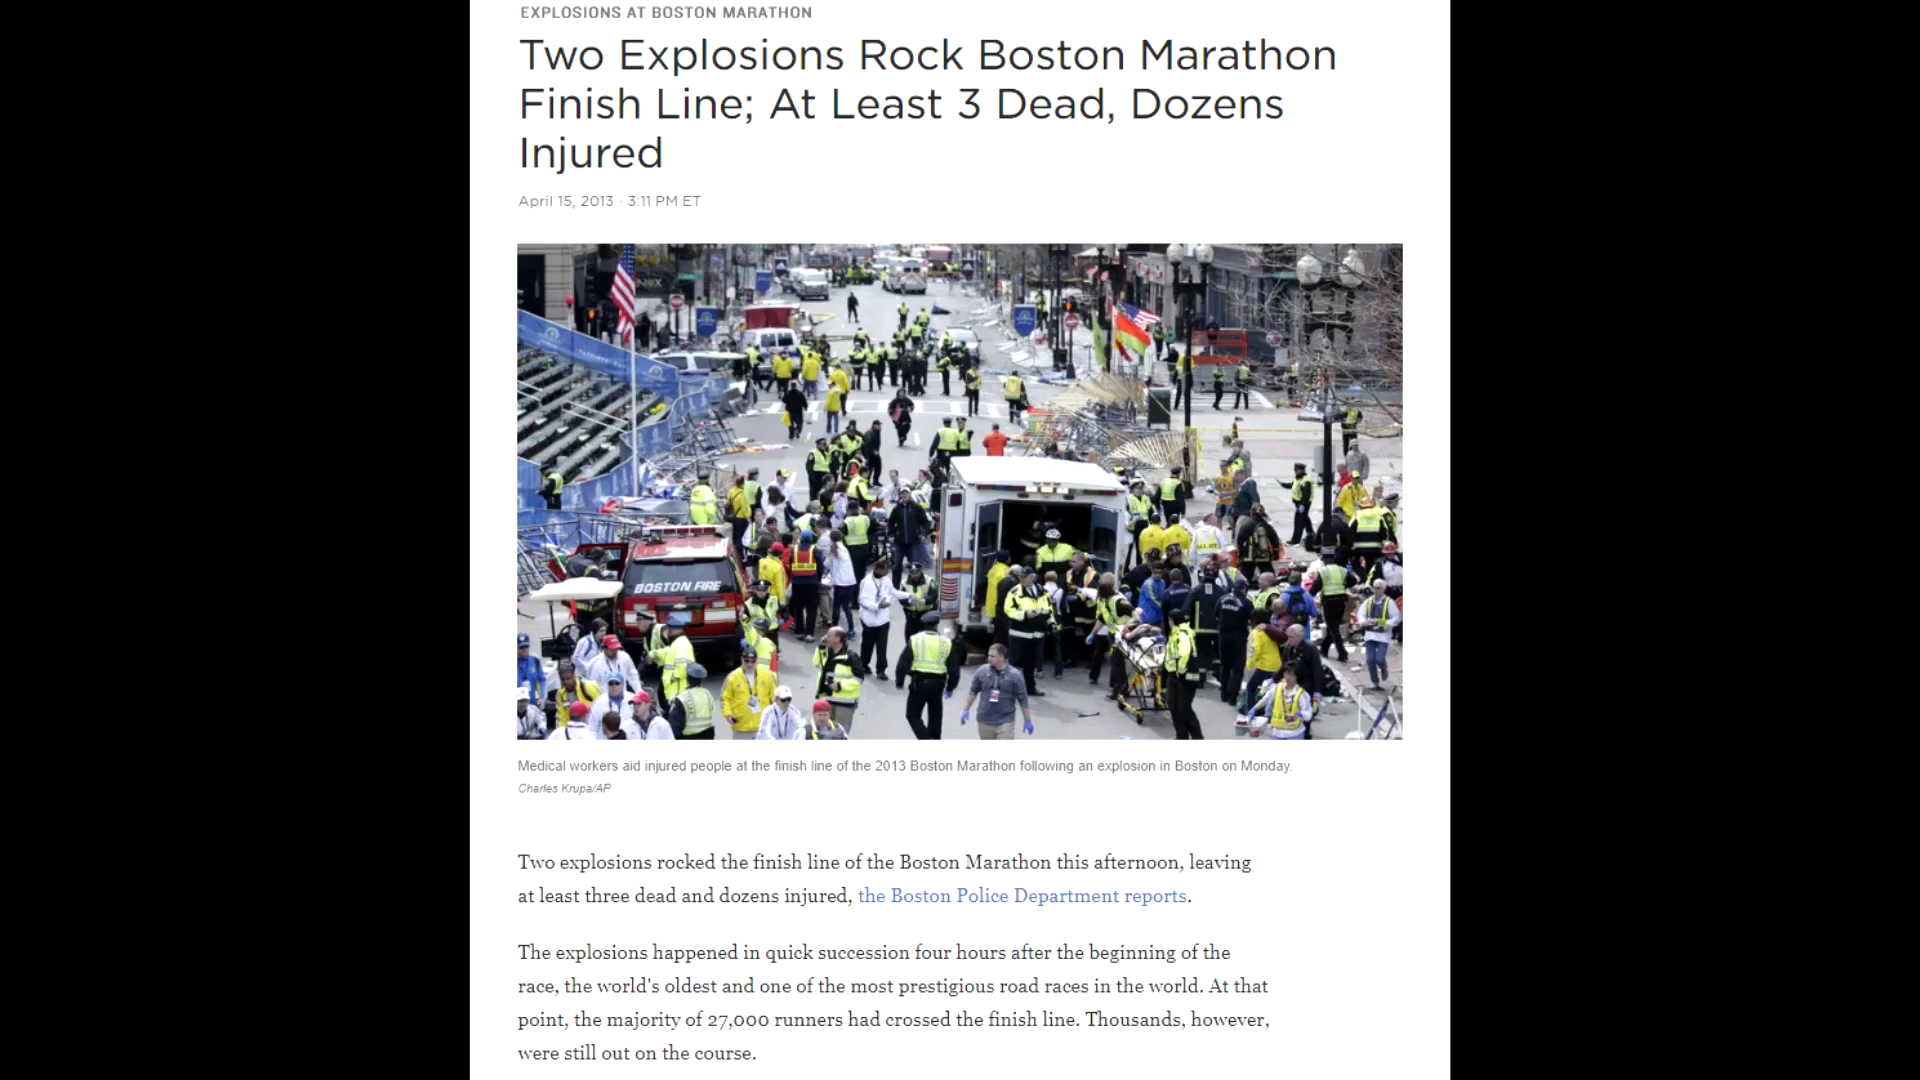 EXPLOSIONS AT BOSTON MARATHON
Two Explosions Rock Boston Marathon
Finish Line; At Least 3 Dead, Dozens
Injured
April 15, 2013 · 3:11 PM ET
BOSTON FIRE
Medical workers aid injured people at the finish line of the 2013 Boston Marathon following an explosion in Boston on Monday.
Charles Krupa/AP
Two explosions rocked the finish line of the Boston Marathon this afternoon, leaving
at least three dead and dozens injured, the Boston Police Department reports.
The explosions happened in quick succession four hours after the beginning of the
race, the world's oldest and one of the most prestigious road races in the world. At that
point, the majority of 27,000 runners had crossed the finish line. Thousands, however,
were still out on the course.